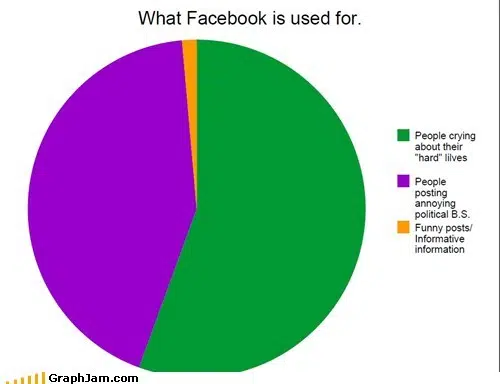 What Facebook is used for.
People crying
about their
"hard" lilves
People
posting
annoying
political B.S.
Funny posts/
Informative
information
GraphJam.com